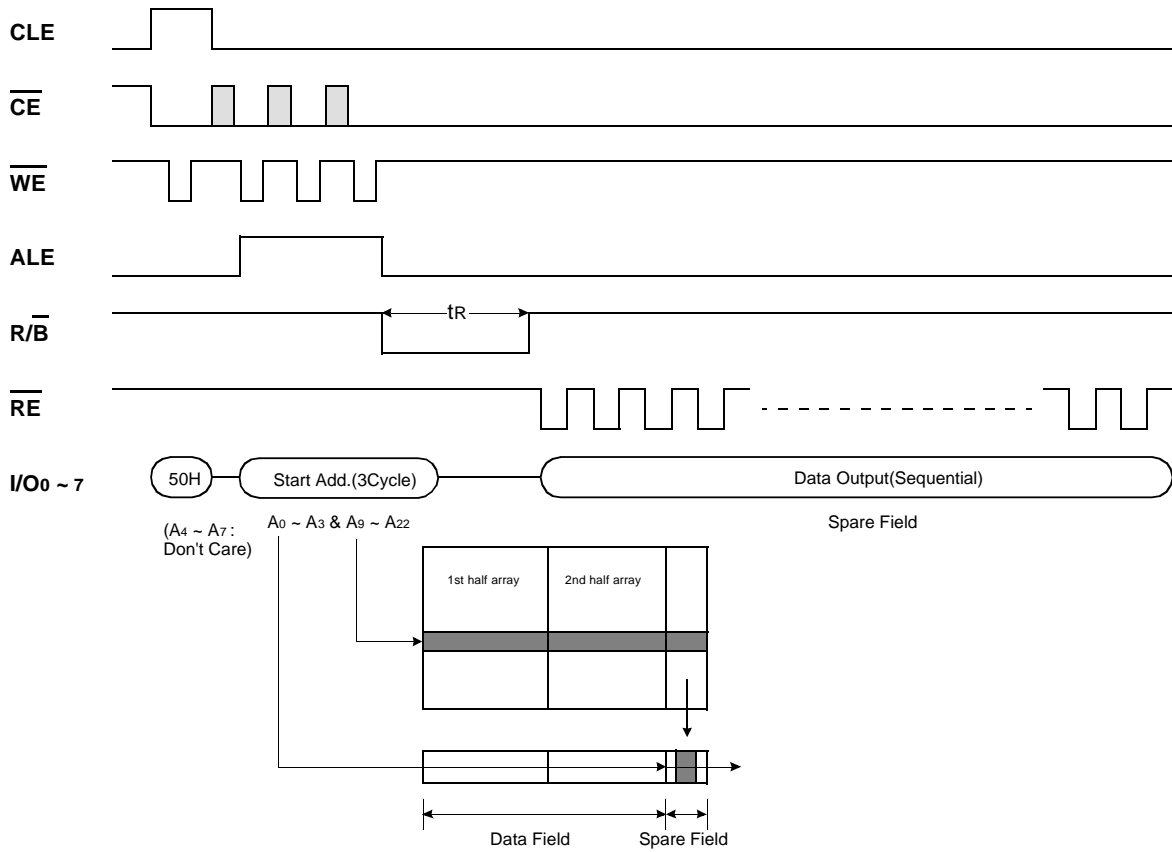 CLE
CE
WE
ALE
R/B
tR
RE
I/O0 ~ 7
50H
Start Add.(3Cycle)
Data Output(Sequential)
(A4 ~ A7 :
Don't Care)
A0 ~ A3 & A9 ~ A22
Spare Field
1st half array
2nd half array
Data Field
Spare Field